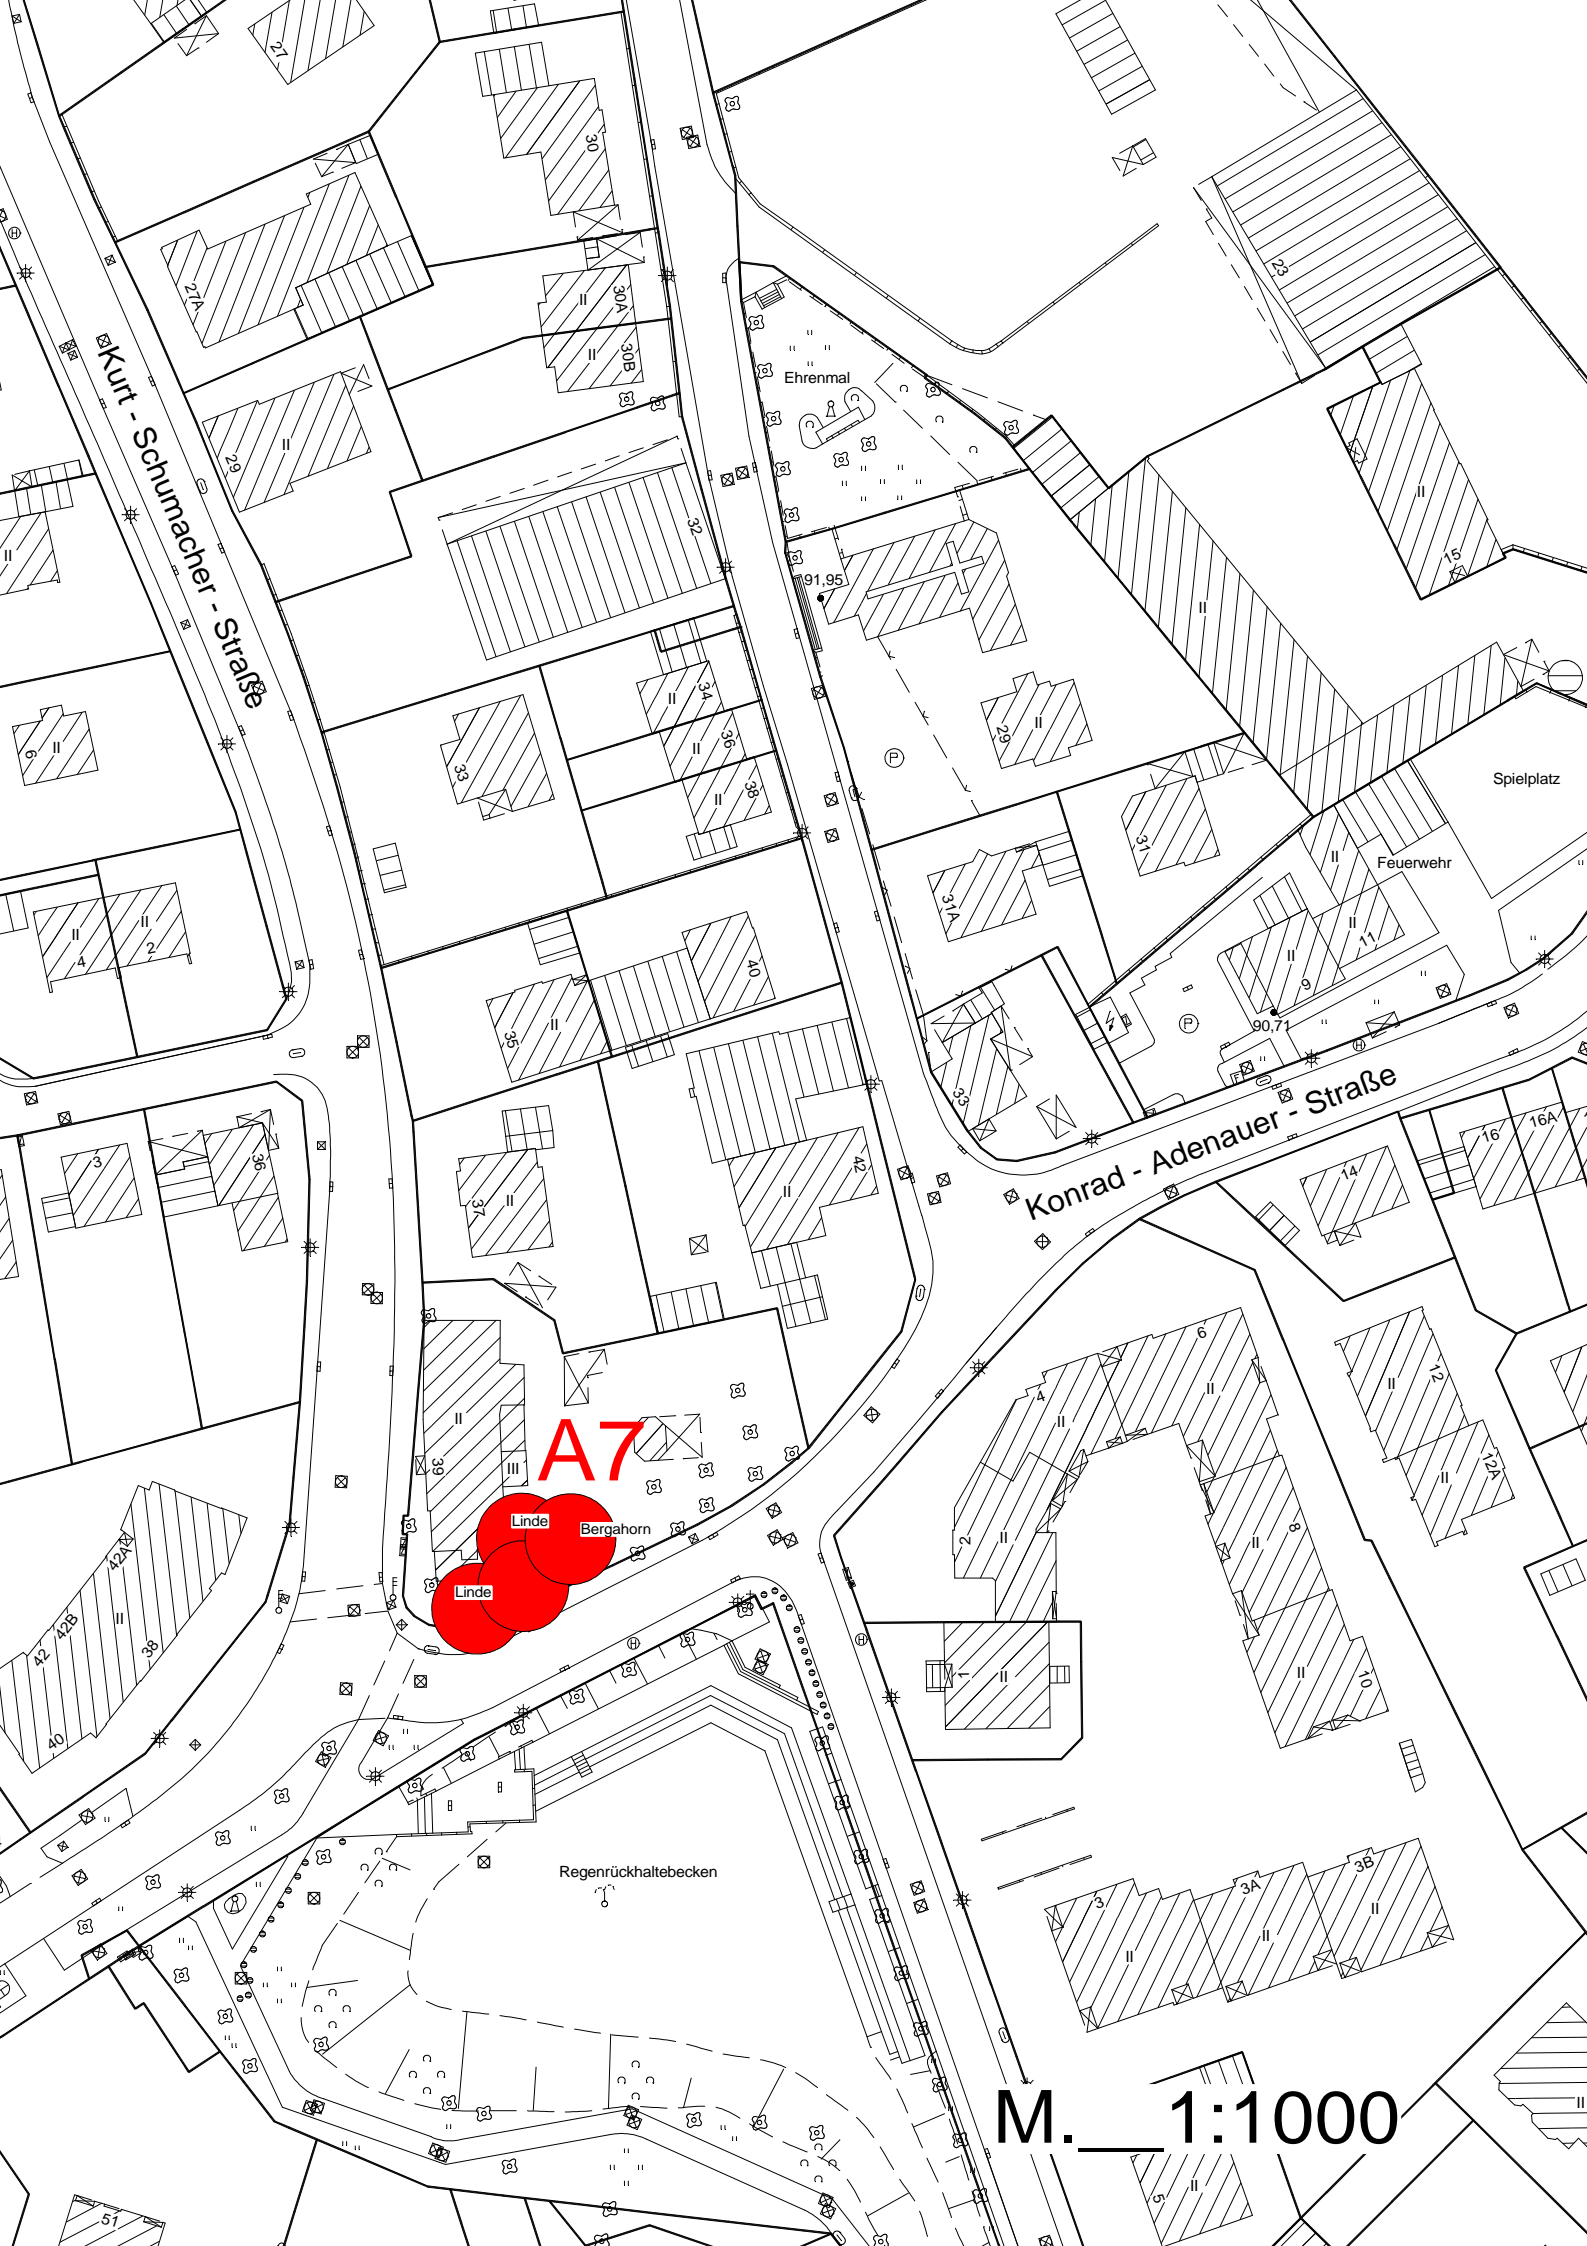 27
30
27A
23
II
30A
Ehrenmal
II
30B
29
II
Kurt - Schumacher - Straße
II
32
15
II
91,95
II
34
II
36
II
38
II
33
29
II
6
II
P
Spielplatz
31
II
Feuerwehr
31A
II
4
II
2
40
II
11
II
9
35
II
P
90,71
H
33
Konrad - Adenauer - Straße
3
36
42
II
37
II
14
16
16A
6
4
II
II
12
II
39
II
III
A7
12A
II
Linde
Bergahorn
2
II
8
II
42A
42B
42
II
38
40
Linde
F
F
H
H
1
II
II
10
Regenrückhaltebecken
3
II
3A
II
3B
II
M.__1:1000
5
II
II
51